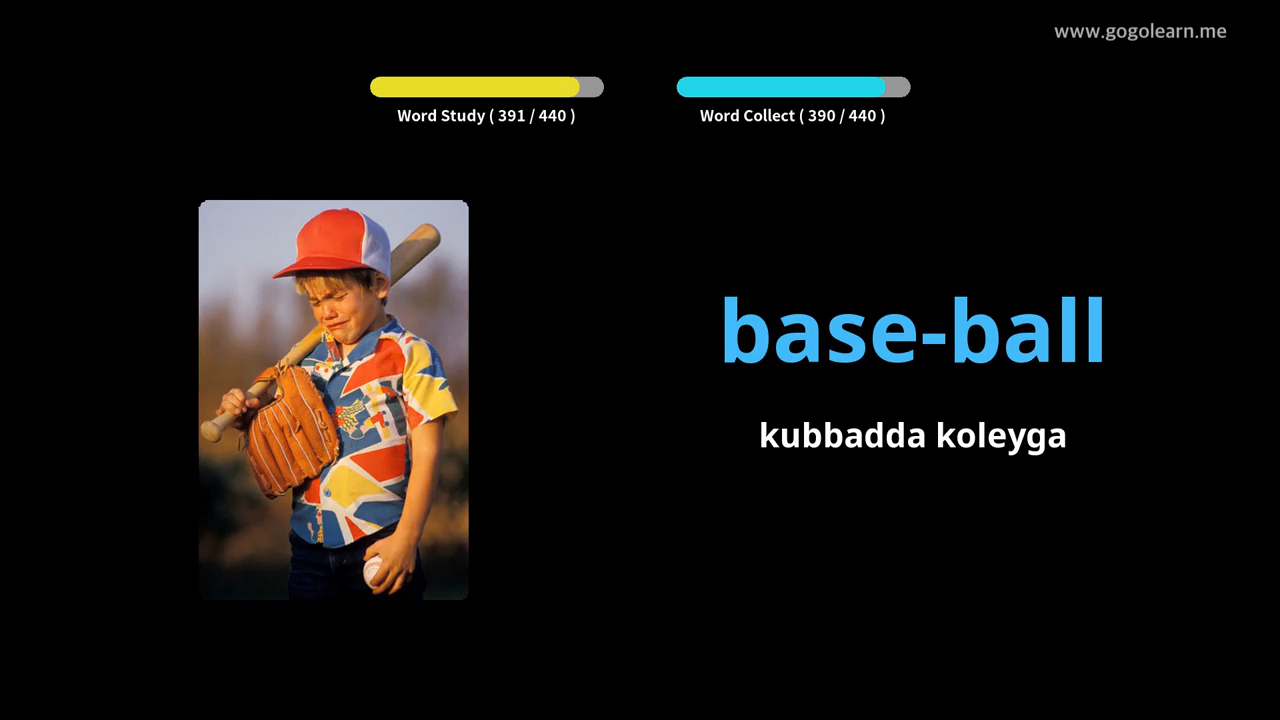 www.gogolearn.me
Word Study ( 391 / 440 )
Word Collect ( 390 / 440 )
base-ball
kubbadda koleyga